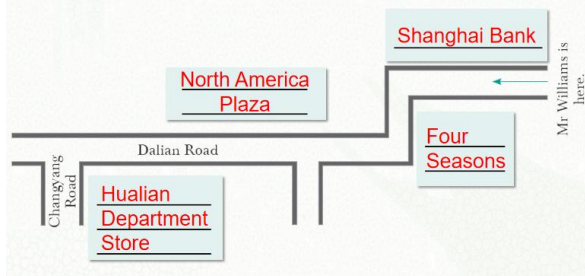 Shanghai Bank
North America
Plaza
Mr Williams is
here.
Four
Seasons
Dalian Road
Changyang
Road
Hualian
Department
Store